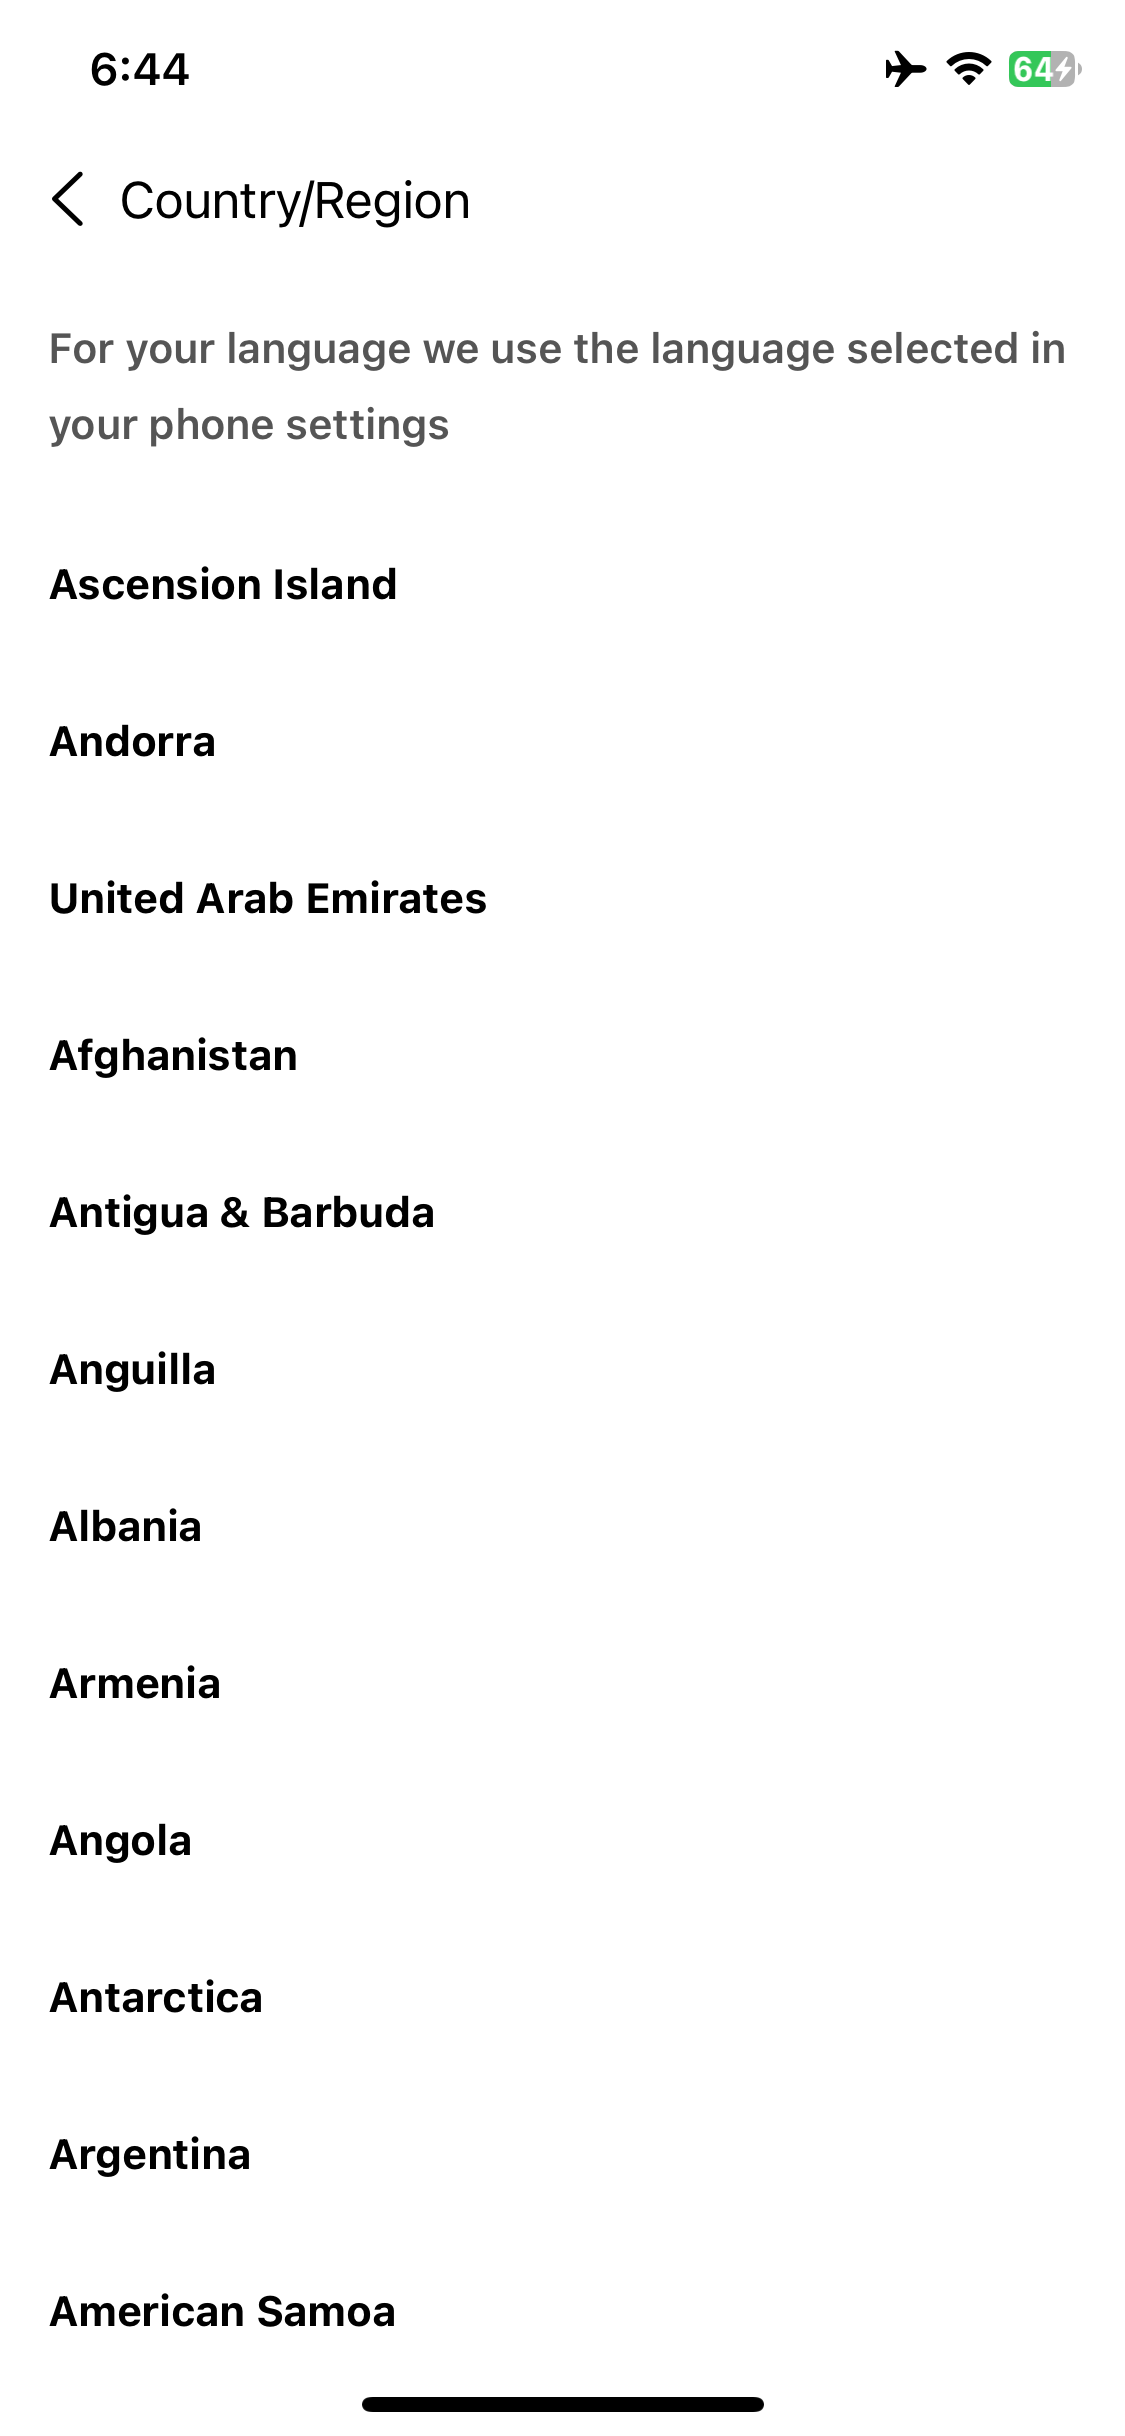 6:44
64
Country/Region
For your language we use the language selected in
your phone settings
Ascension Island
Andorra
United Arab Emirates
Afghanistan
Antigua & Barbuda
Anguilla
Albania
Armenia
Angola
Antarctica
Argentina
American Samoa